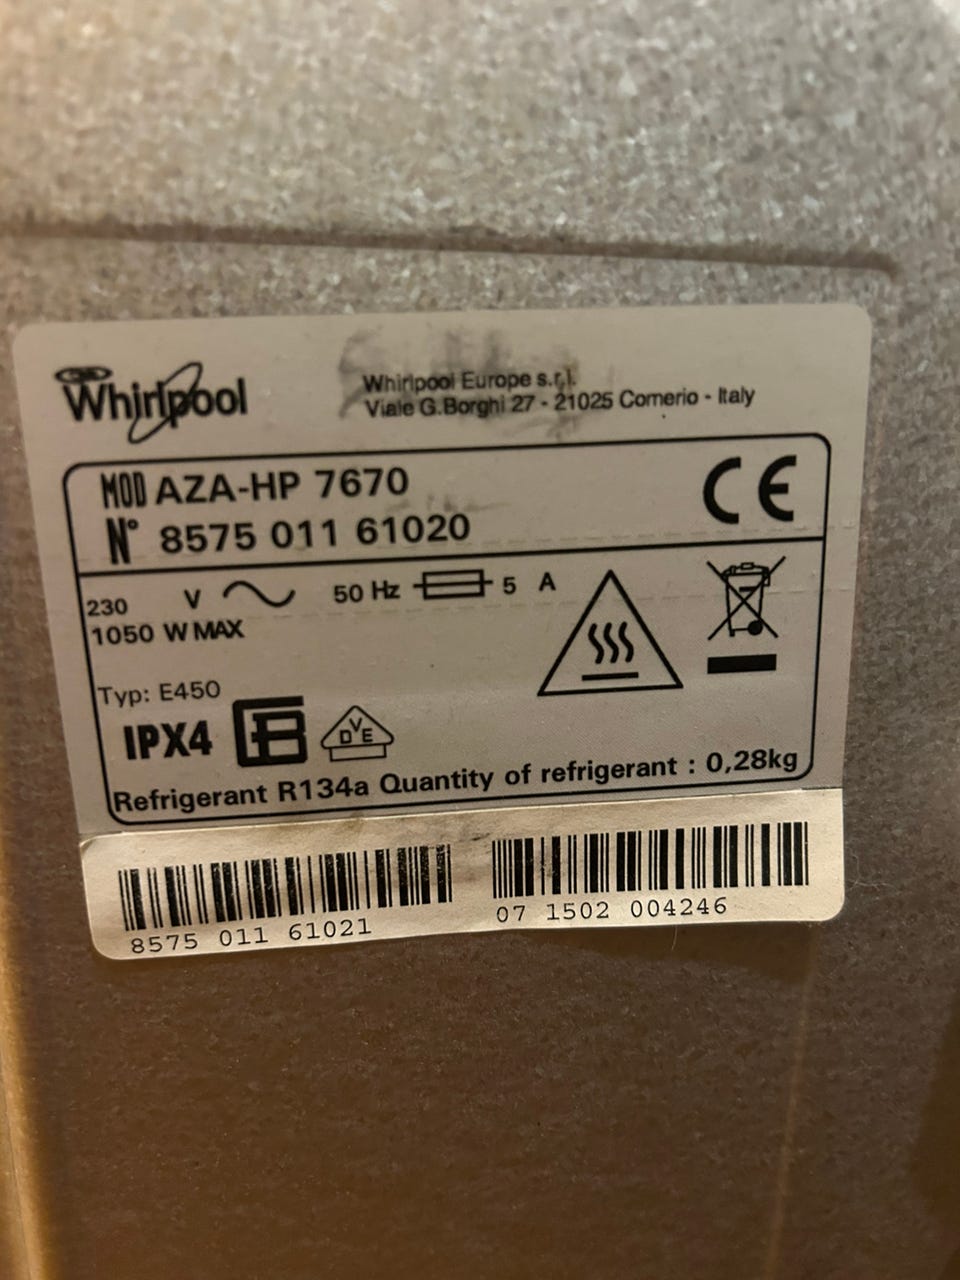 Whirlpool
Whirlpool Europe s.r.l.
Viale G.Borghi 27 - 21025 Comerio - Italy
MOD AZA-HP 7670
N° 8575 011 61020
CE
230 V 50 Hz 5 A
1050 W MAX
Typ: E450
IPX4
DVE
Refrigerant R134a Quantity of refrigerant : 0,28kg
8575 011 61021
07 1502 004246